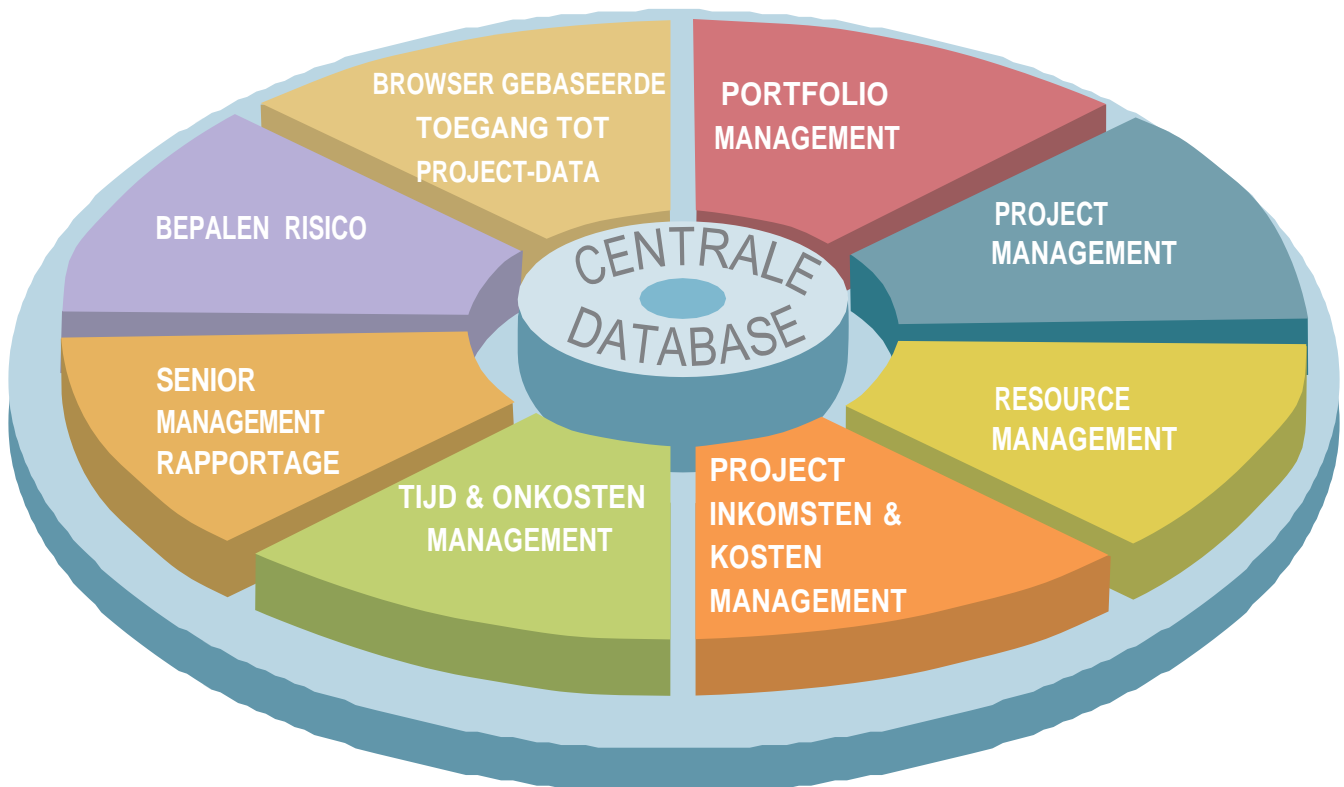 BROWSER GEBASEERDE
TOEGANG TOT
PROJECT-DATA
PORTFOLIO
MANAGEMENT
BEPALEN RISICO
PROJECT
MANAGEMENT
CENTRALE
DATABASE
SENIOR
MANAGEMENT
RAPPORTAGE
RESOURCE
MANAGEMENT
TIJD & ONKOSTEN
MANAGEMENT
PROJECT
INKOMSTEN &
KOSTEN
MANAGEMENT